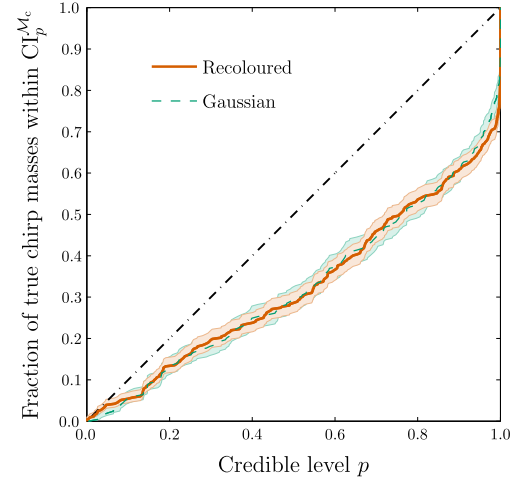 Fraction of true chirp masses within CI_p^{\mathcal{M}_c}
1.0
0.9
0.8
0.7
0.6
0.5
0.4
0.3
0.2
0.1
0.0
Recoloured
Gaussian
0.0 0.2 0.4 0.6 0.8 1.0
Credible level p